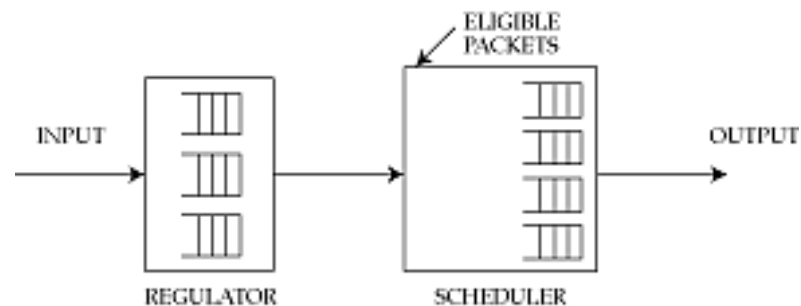 ELIGIBLE
PACKETS
INPUT
OUTPUT
REGULATOR
SCHEDULER